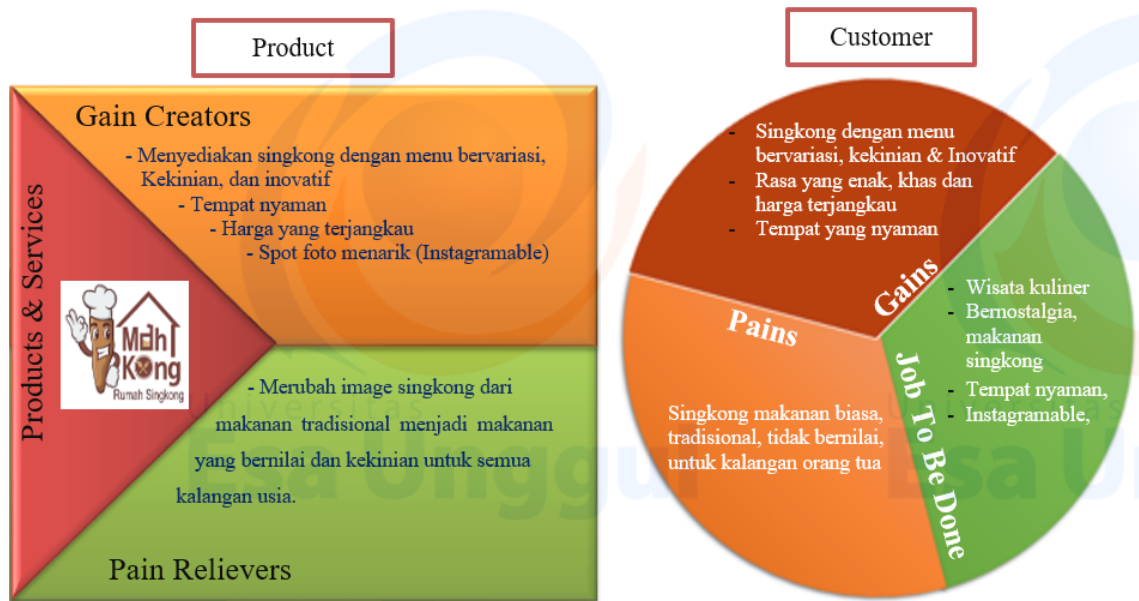 Product
Customer
Gain Creators
- Menyediakan singkong dengan menu bervariasi,
Kekinian, dan inovatif
- Tempat nyaman
- Harga yang terjangkau
- Spot foto menarik (Instagramable)
Products & Services
Mah
Kong
Rumah Singkong
- Merubah image singkong dari
makanan tradisional menjadi makanan
yang bernilai dan kekinian untuk semua
kalangan usia.
Pain Relievers
- Singkong dengan menu
bervariasi, kekinian & Inovatif
- Rasa yang enak, khas dan
harga terjangkau
- Tempat yang nyaman
Gains
Pains
Singkong makanan biasa,
tradisional, tidak bernilai,
untuk kalangan orang tua
Job To Be Done
- Wisata kuliner
- Bernostalgia,
makanan
singkong
- Tempat nyaman,
- Instagramable,
Universitas
Esa Unggul
Universitas
Esa Un